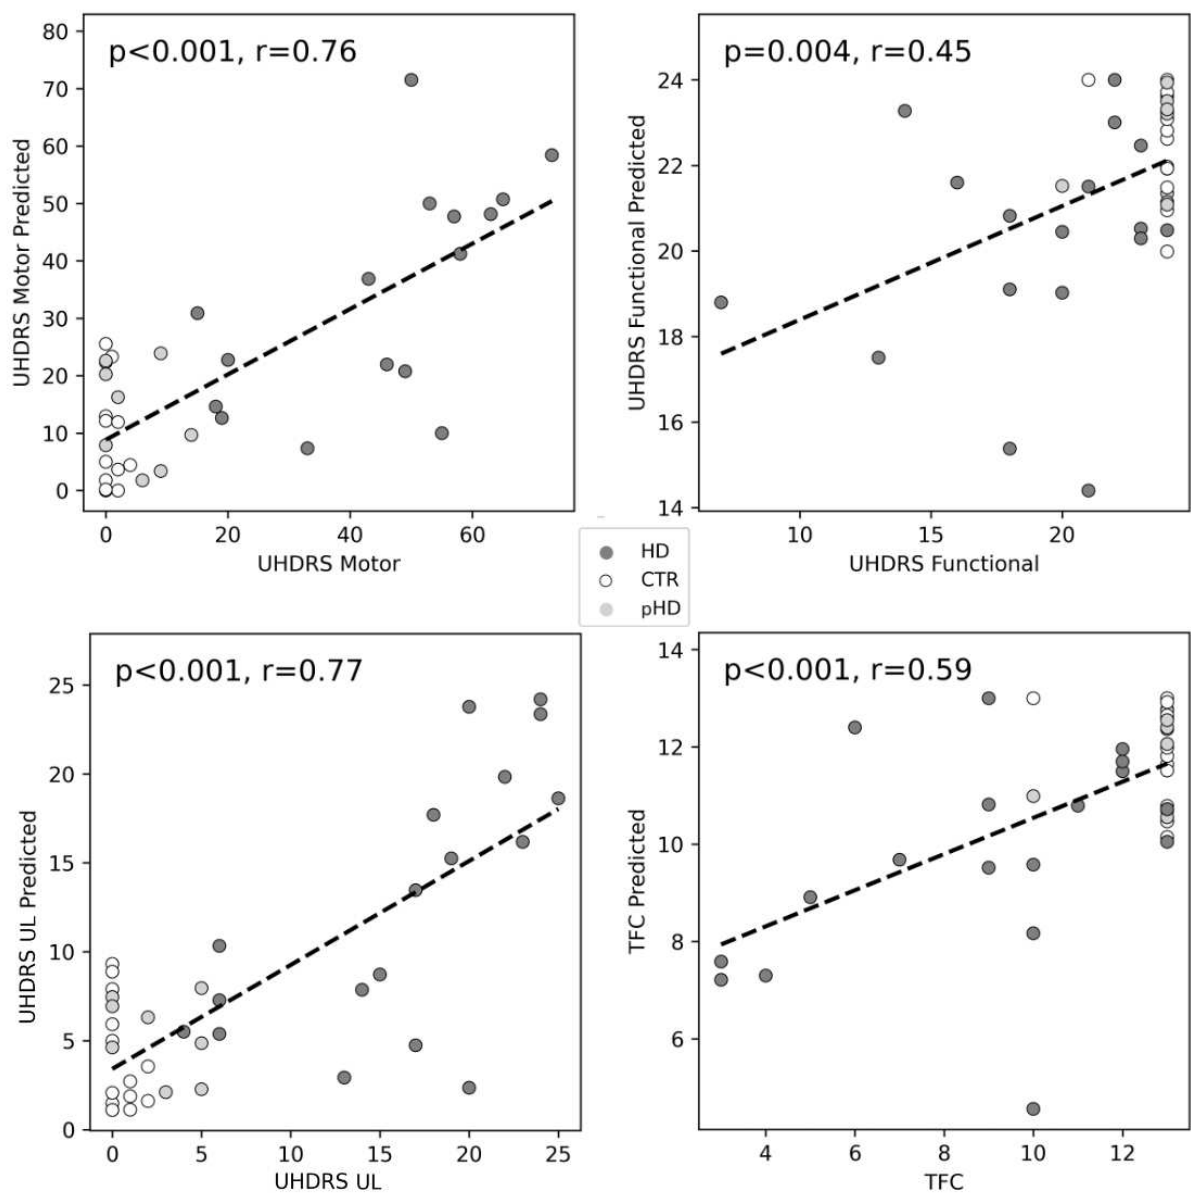 p<0.001, r=0.76
80
70
60
50
40
30
20
10
0
UHDRS Motor Predicted
0 20 40 60
UHDRS Motor
p=0.004, r=0.45
24
22
20
18
16
14
UHDRS Functional Predicted
10 15 20
UHDRS Functional
HD
CTR
pHD
p<0.001, r=0.77
25
20
15
10
5
0
UHDRS UL Predicted
0 5 10 15 20 25
UHDRS UL
p<0.001, r=0.59
14
12
10
8
6
TFC Predicted
4 6 8 10 12
TFC